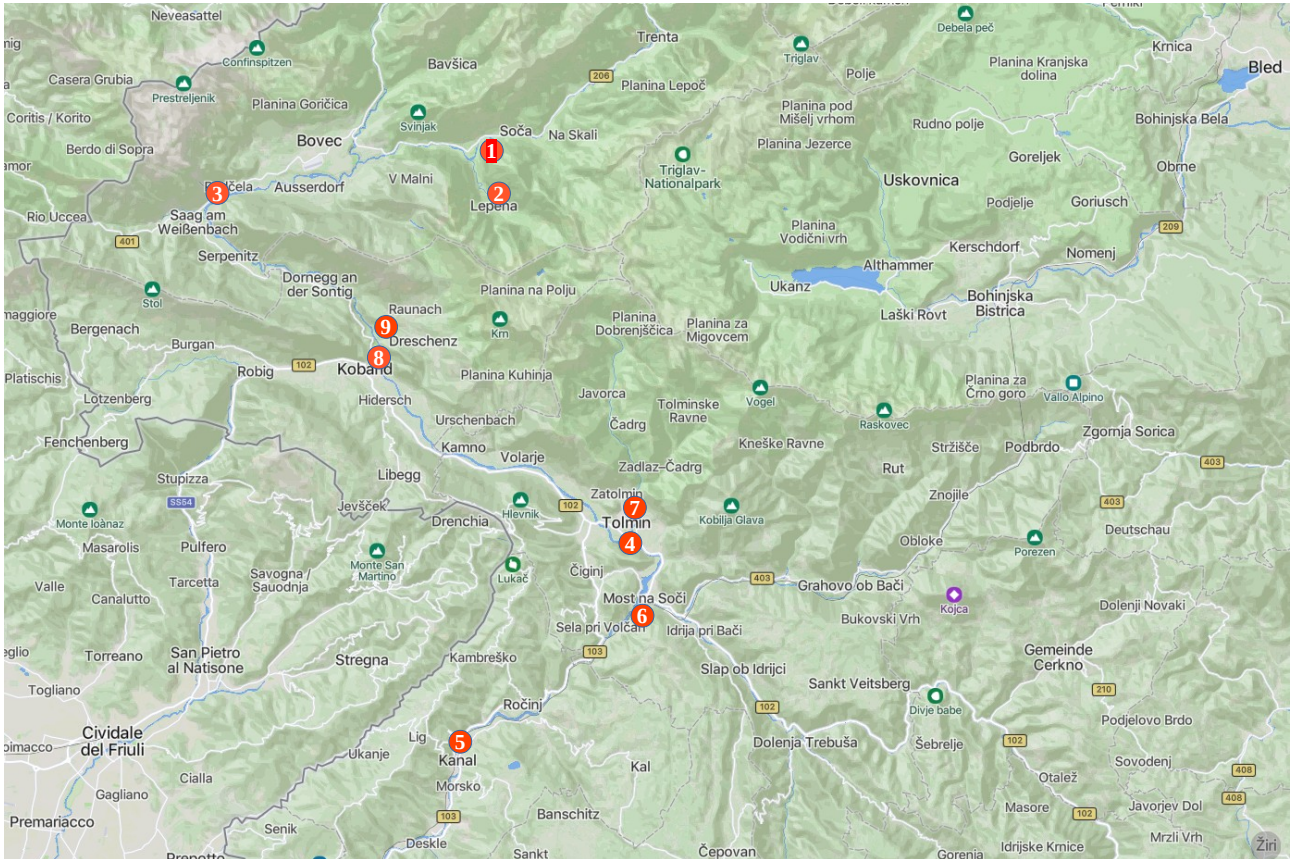 Neveasattel
Debela peč
Krnica
Confinspitzen
Trenta
Triglav
Bavšica
206
Polje
Planina Kranjska
dolina
Bled
Casera Grubia
Prestreljenik
Planina Lepoč
Planina Goričica
Planina pod
Mišelj vrhom
Coritis / Korito
Svinjak
Soča
Na Skali
Rudno polje
Bohinjska Bela
Bovec
Planina Jezerce
Berdo di Sopra
1
Goreljek
Obrne
Triglav-
Nationalpark
V Malni
Uskovnica
3
Ausserdorf
2
Lepena
Podjelje
Goriusch
Rio Uccea
Saag am
Weißenbach
Planina
Vodični vrh
209
401
Kerschdorf
Nomenj
Serpenitz
Althammer
Dornegg an
der Sontig
Planina na Polju
Ukanz
Stol
Bohinjska
Bistrica
Raunach
Laški Rovt
maggiore
Bergenach
9
Krn
Planina
Dobrenjščica
Planina za
Migovcem
Burgan
Dreschenz
8
102
Kobarid
Robig
Planina Kuhinja
Platischis
Planina za
Črno goro
Vallo Alpino
Lotzenberg
Hidersch
Javorca
Tolminske
Ravne
Vogel
Raskovec
Urschenbach
Čadrg
Fenchenberg
Kneške Ravne
Zgornja Sorica
Kamno
Volarje
Stržišče
Podbrdo
403
Libegg
Zadlaz–Čadrg
Rut
Stupizza
Znojile
SS54
Jevšček
Zatolmin
Hlevnik
102
7
Kobilja Glava
403
Monte Ioànaz
Drenchia
Tolmin
Deutschau
Masarolis
Pulfero
Monte San
Martino
4
Obloke
Porezen
Lukač
Čiginj
Valle
Tarcetta
Savogna /
Sauodnja
403
Grahovo ob Bači
Canalutto
Most na Soči
Kojca
Dolenji Novaki
6
Bukovski Vrh
Sela pri Volčah
Idrija pri Bači
Torreano
San Pietro
al Natisone
Stregna
Kambreško
103
Slap ob Idrijci
Gemeinde
Cerkno
Togliano
Sankt Veitsberg
210
Ročinj
Divje babe
102
Podjelovo Brdo
Cividale
del Friuli
Lig
5
Kanal
Dolenja Trebuša
Šebrelje
102
Ukanje
Sovodenj
408
Cialla
Kal
Otalež
Gagliano
Morsko
408
Masore
Javorjev Dol
Premariacco
103
Banschitz
102
Senik
Mrzli Vrh
Deskle
Idrijske Krnice
Žiri
Prepotto
Sankt
Čepovan
Gorenja